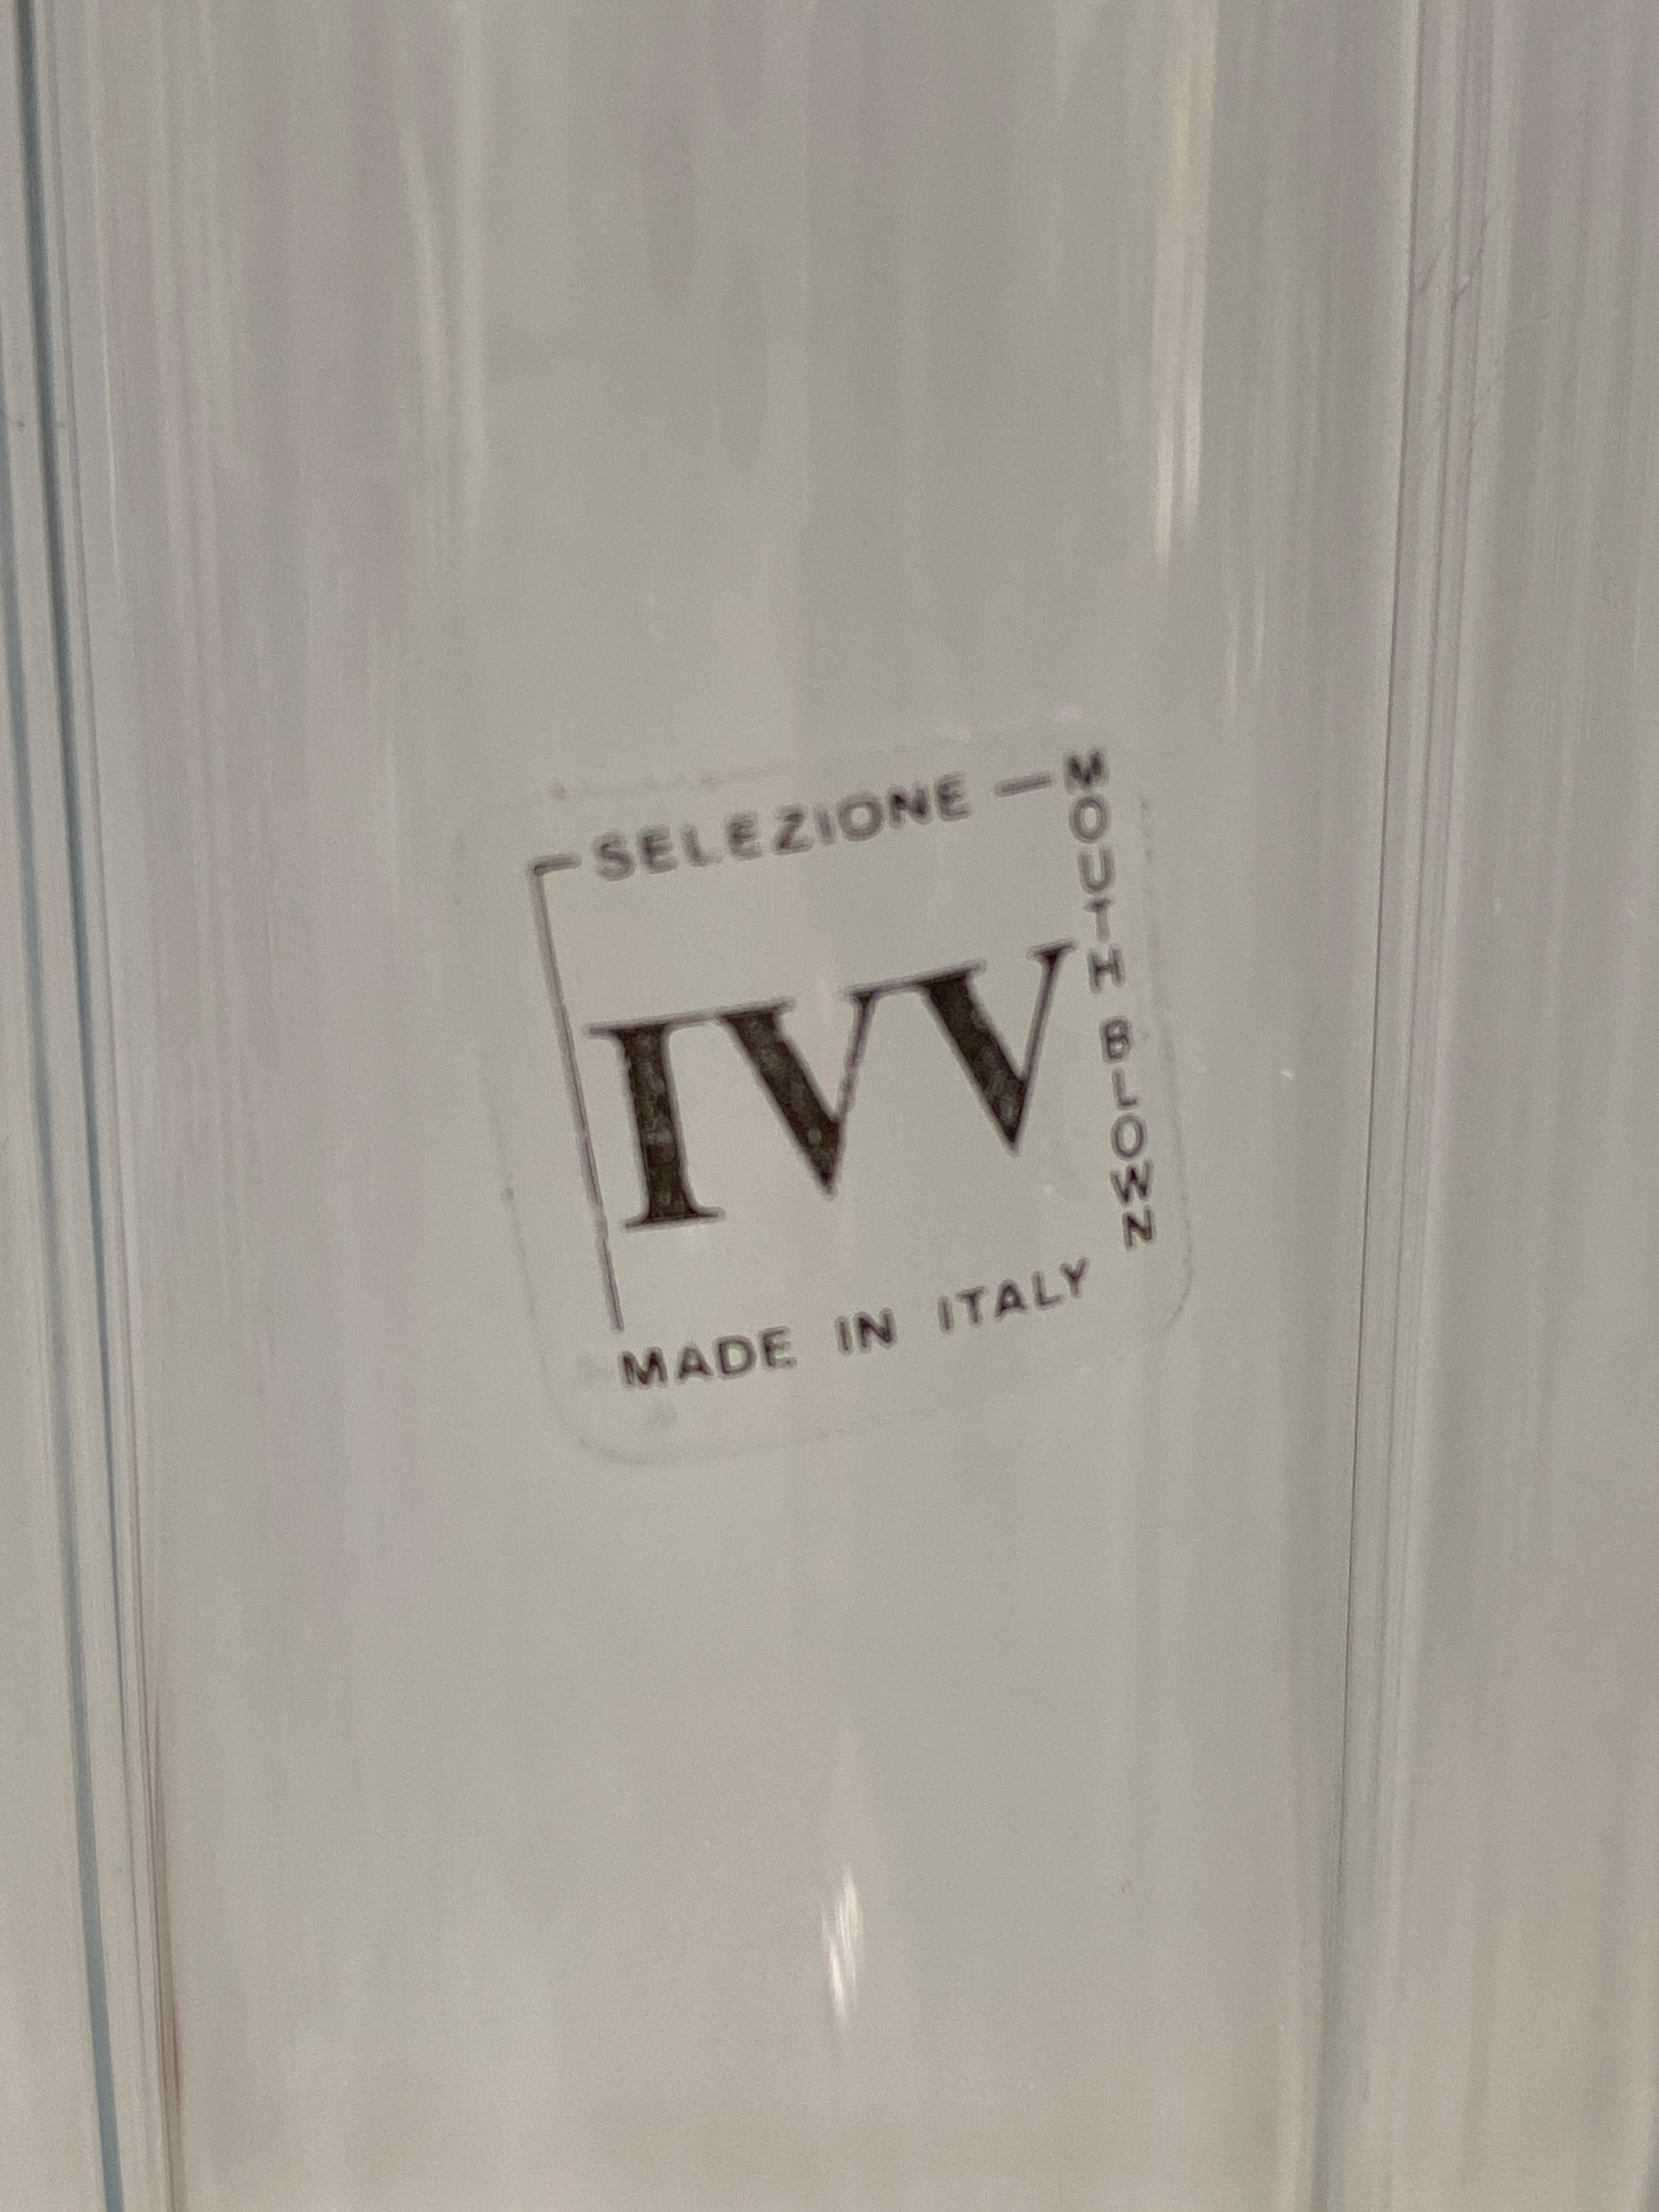 SELEZIONE
MOUTH BLOWN
IVV
MADE IN ITALY